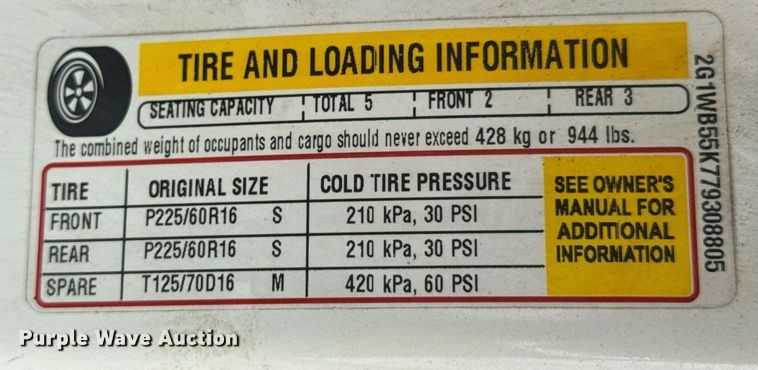 TIRE AND LOADING INFORMATION
SEATING CAPACITY TOTAL 5 FRONT 2 REAR 3
The combined weight of occupants and cargo should never exceed 428 kg or 944 lbs.
TIRE ORIGINAL SIZE COLD TIRE PRESSURE
FRONT P225/60R16 S 210 kPa, 30 PSI
REAR P225/60R16 S 210 kPa, 30 PSI
SPARE T125/70D16 M 420 kPa, 60 PSI
SEE OWNER'S
MANUAL FOR
ADDITIONAL
INFORMATION
2G1WB55K779308805
Purple Wave Auction